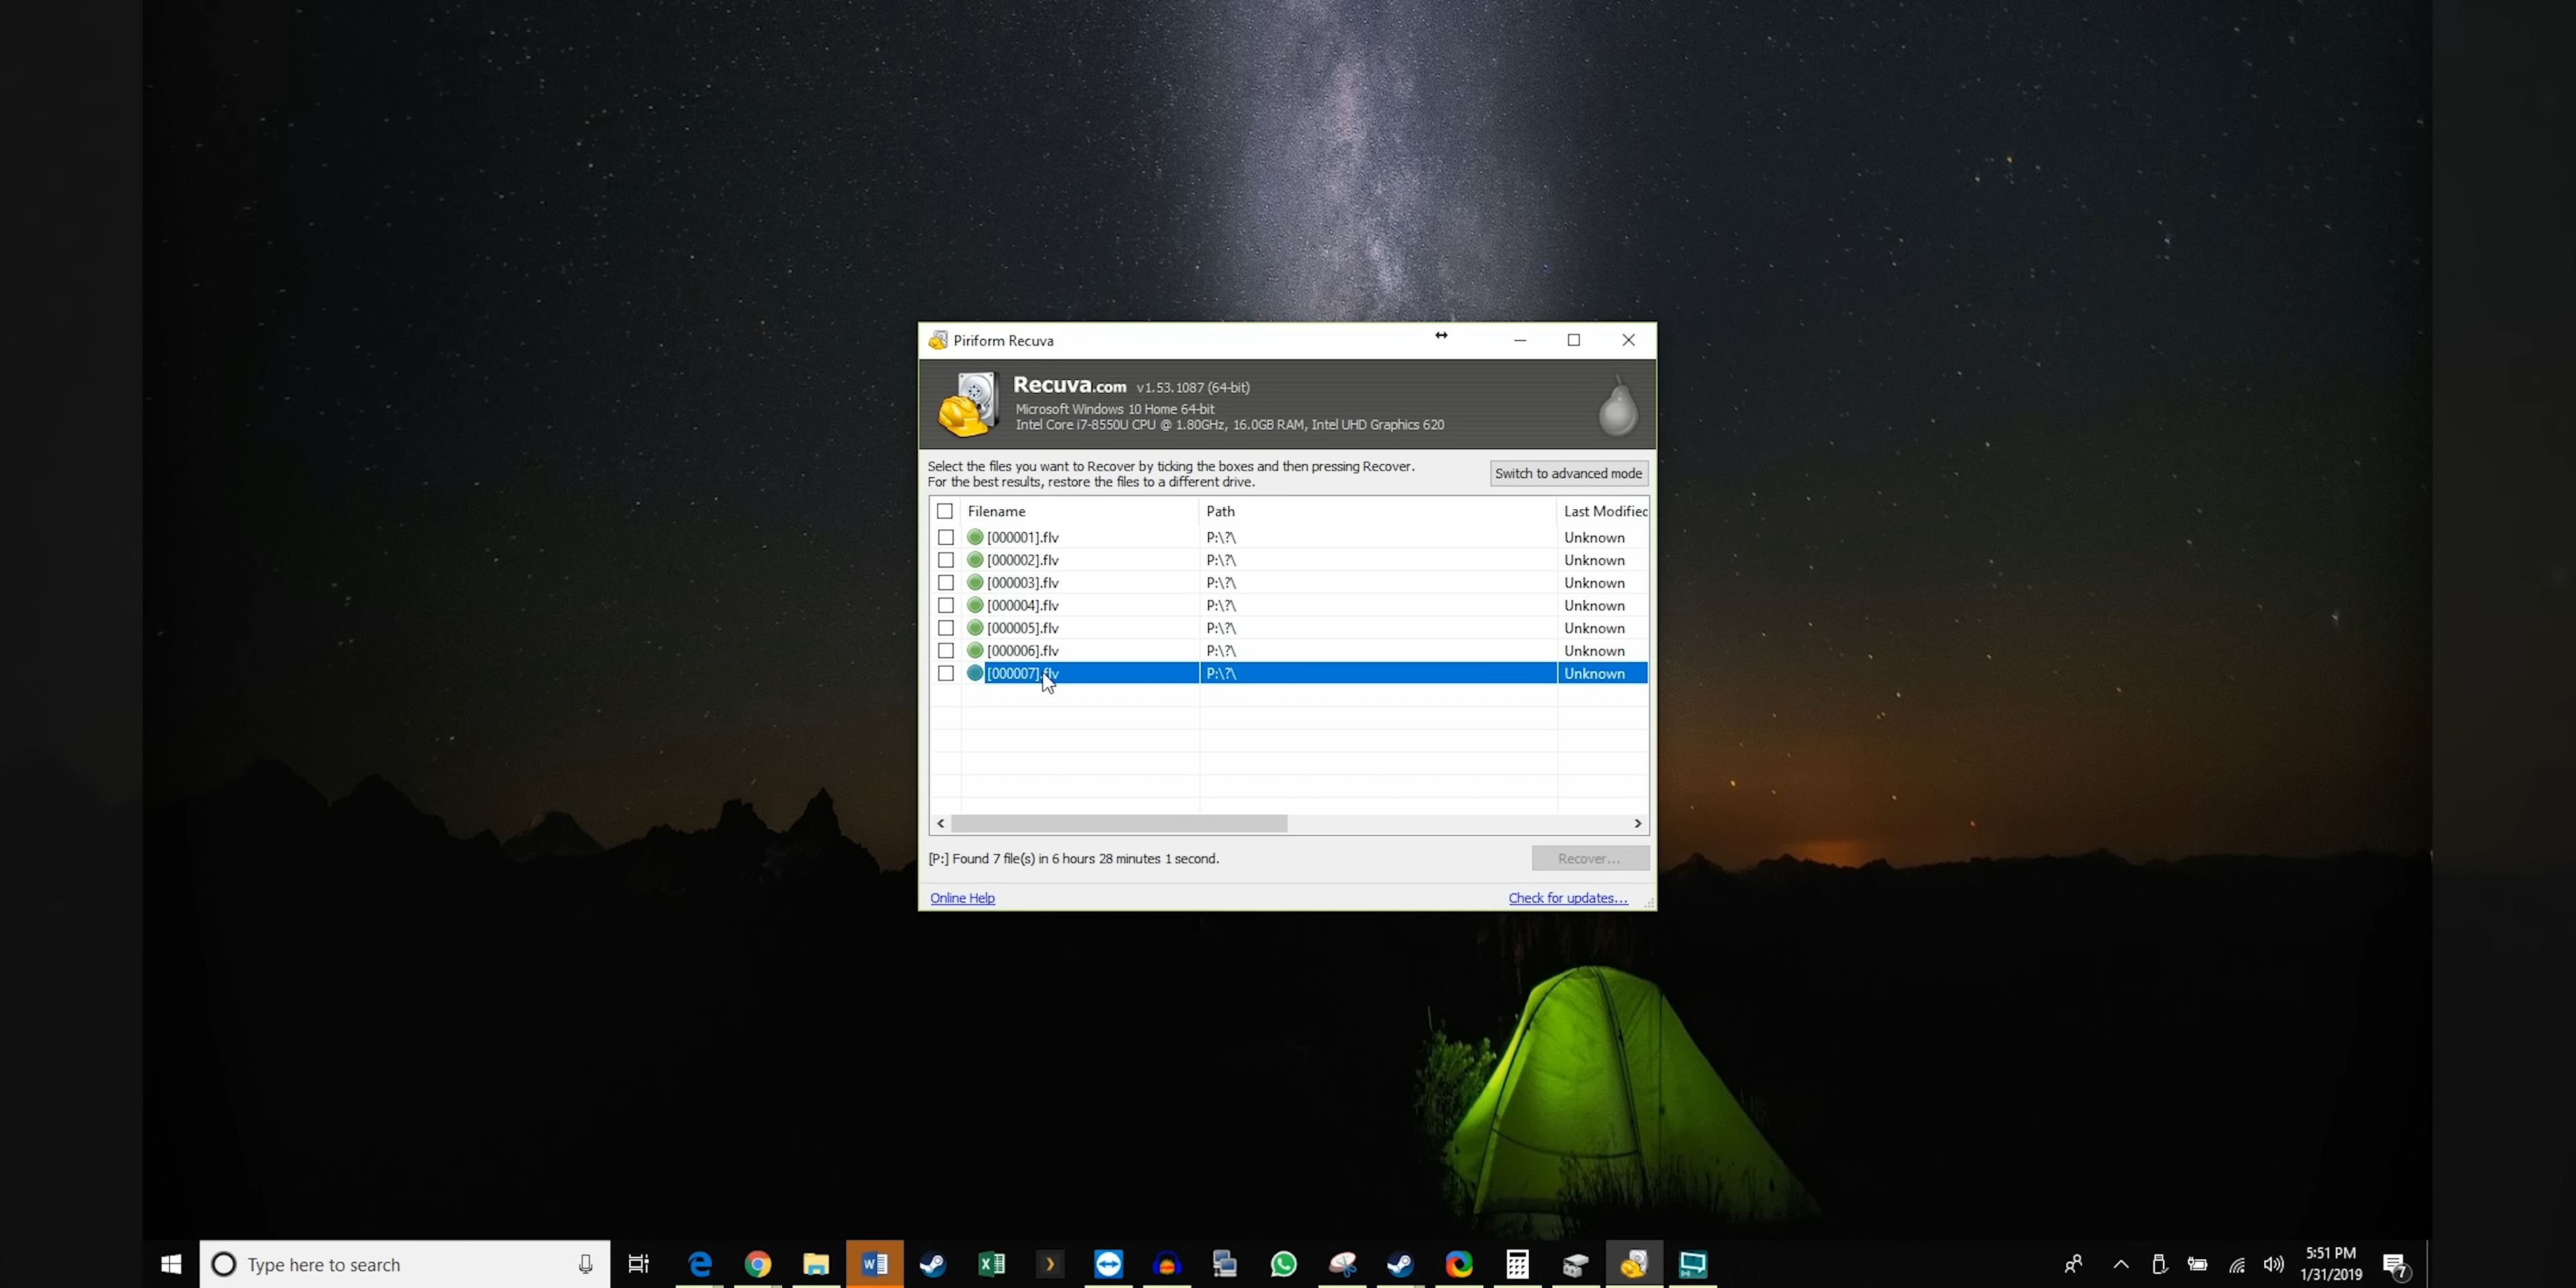 Piriform Recuva
Recuva.com v1.53.1087 (64-bit)
Microsoft Windows 10 Home 64-bit
Intel Core i7-8550U CPU @ 1.80GHz, 16.0GB RAM, Intel UHD Graphics 620
Select the files you want to Recover by ticking the boxes and then pressing Recover.
For the best results, restore the files to a different drive.
Switch to advanced mode
Filename Path Last Modified
[000001].flv P:\?\ Unknown
[000002].flv P:\?\ Unknown
[000003].flv P:\?\ Unknown
[000004].flv P:\?\ Unknown
[000005].flv P:\?\ Unknown
[000006].flv P:\?\ Unknown
[000007].flv P:\?\ Unknown
[P:] Found 7 file(s) in 6 hours 28 minutes 1 second.
Recover...
Online Help
Check for updates...
Type here to search
5:51 PM
1/31/2019
7